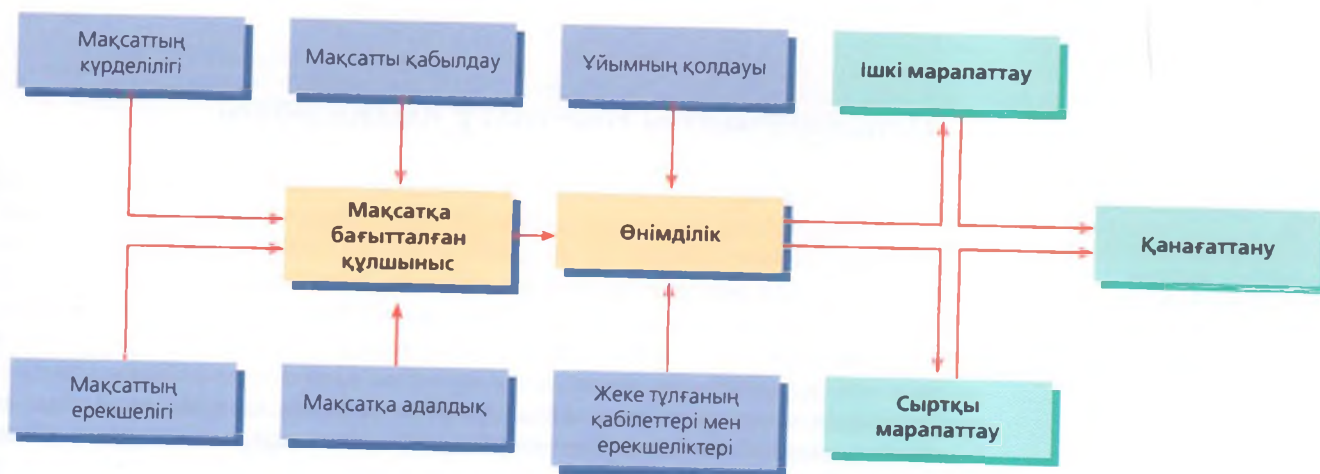 Мақсаттың
күрделілігі
Мақсатты қабылдау
Ұйымның қолдауы
Ішкі марапаттау
Мақсатқа
бағытталған
құлшыныс
Өнімділік
Қанағаттану
Мақсаттың
ерекшелігі
Мақсатқа адалдық
Жеке тұлғаның
қабілеттері мен
ерекшеліктері
Сыртқы
марапаттау